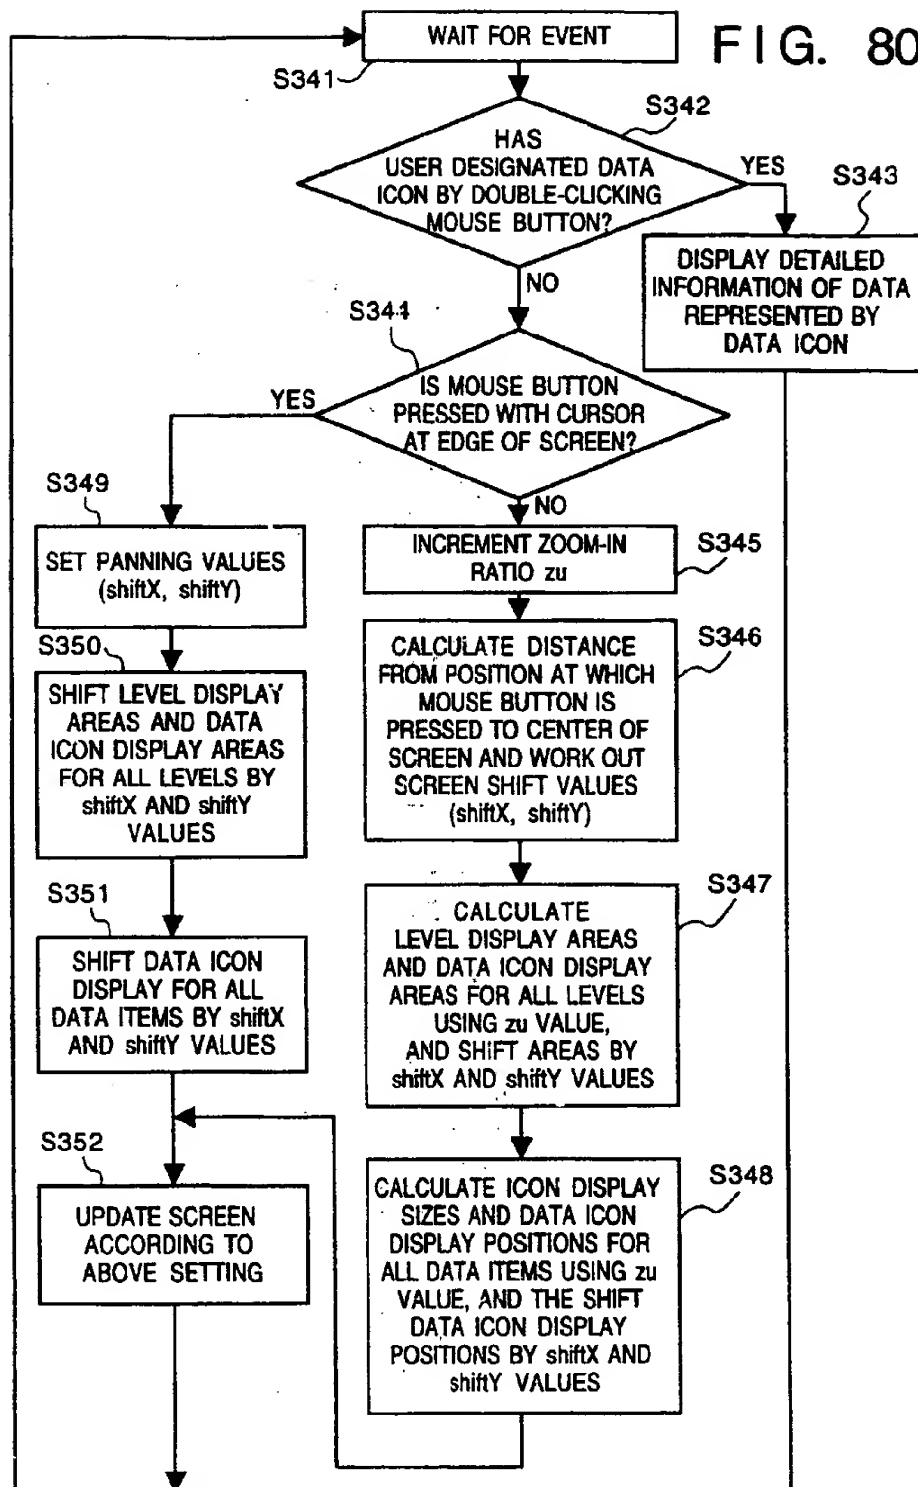 FIG. 80
WAIT FOR EVENT
S341
S342
HAS
USER DESIGNATED DATA
ICON BY DOUBLE-CLICKING
MOUSE BUTTON?
YES
S343
DISPLAY DETAILED
INFORMATION OF DATA
REPRESENTED BY
DATA ICON
NO
S344
IS MOUSE BUTTON
PRESSED WITH CURSOR
AT EDGE OF SCREEN?
YES
NO
S349
SET PANNING VALUES
(shiftX, shiftY)
S350
SHIFT LEVEL DISPLAY
AREAS AND DATA
ICON DISPLAY AREAS
FOR ALL LEVELS BY
shiftX AND shiftY
VALUES
S351
SHIFT DATA ICON
DISPLAY FOR ALL
DATA ITEMS BY shiftX
AND shiftY VALUES
S352
UPDATE SCREEN
ACCORDING TO
ABOVE SETTING
INCREMENT ZOOM-IN
RATIO zu
S345
CALCULATE DISTANCE
FROM POSITION AT WHICH
MOUSE BUTTON IS
PRESSED TO CENTER OF
SCREEN AND WORK OUT
SCREEN SHIFT VALUES
(shiftX, shiftY)
S346
CALCULATE
LEVEL DISPLAY AREAS
AND DATA ICON DISPLAY
AREAS FOR ALL LEVELS
USING zu VALUE,
AND SHIFT AREAS BY
shiftX AND shiftY VALUES
S347
CALCULATE ICON DISPLAY
SIZES AND DATA ICON
DISPLAY POSITIONS FOR
ALL DATA ITEMS USING zu
VALUE, AND THE SHIFT
DATA ICON DISPLAY
POSITIONS BY shiftX AND
shiftY VALUES
S348